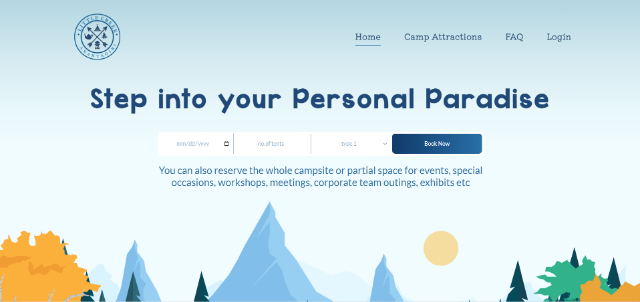 Home Camp Attractions FAQ Login
Step into your Personal Paradise
mm/dd/yyyy no.of tents Book Now
You can also reserve the whole campsite or partial space for events, special
occasions, workshops, meetings, corporate team outings, exhibits etc